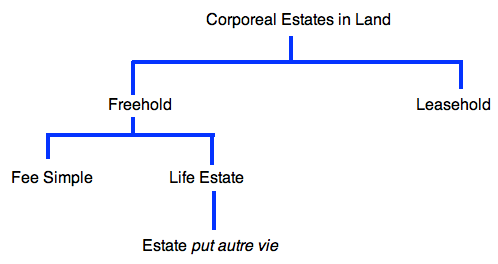 Corporeal Estates in Land
Freehold
Leasehold
Fee Simple
Life Estate
Estate put autre vie